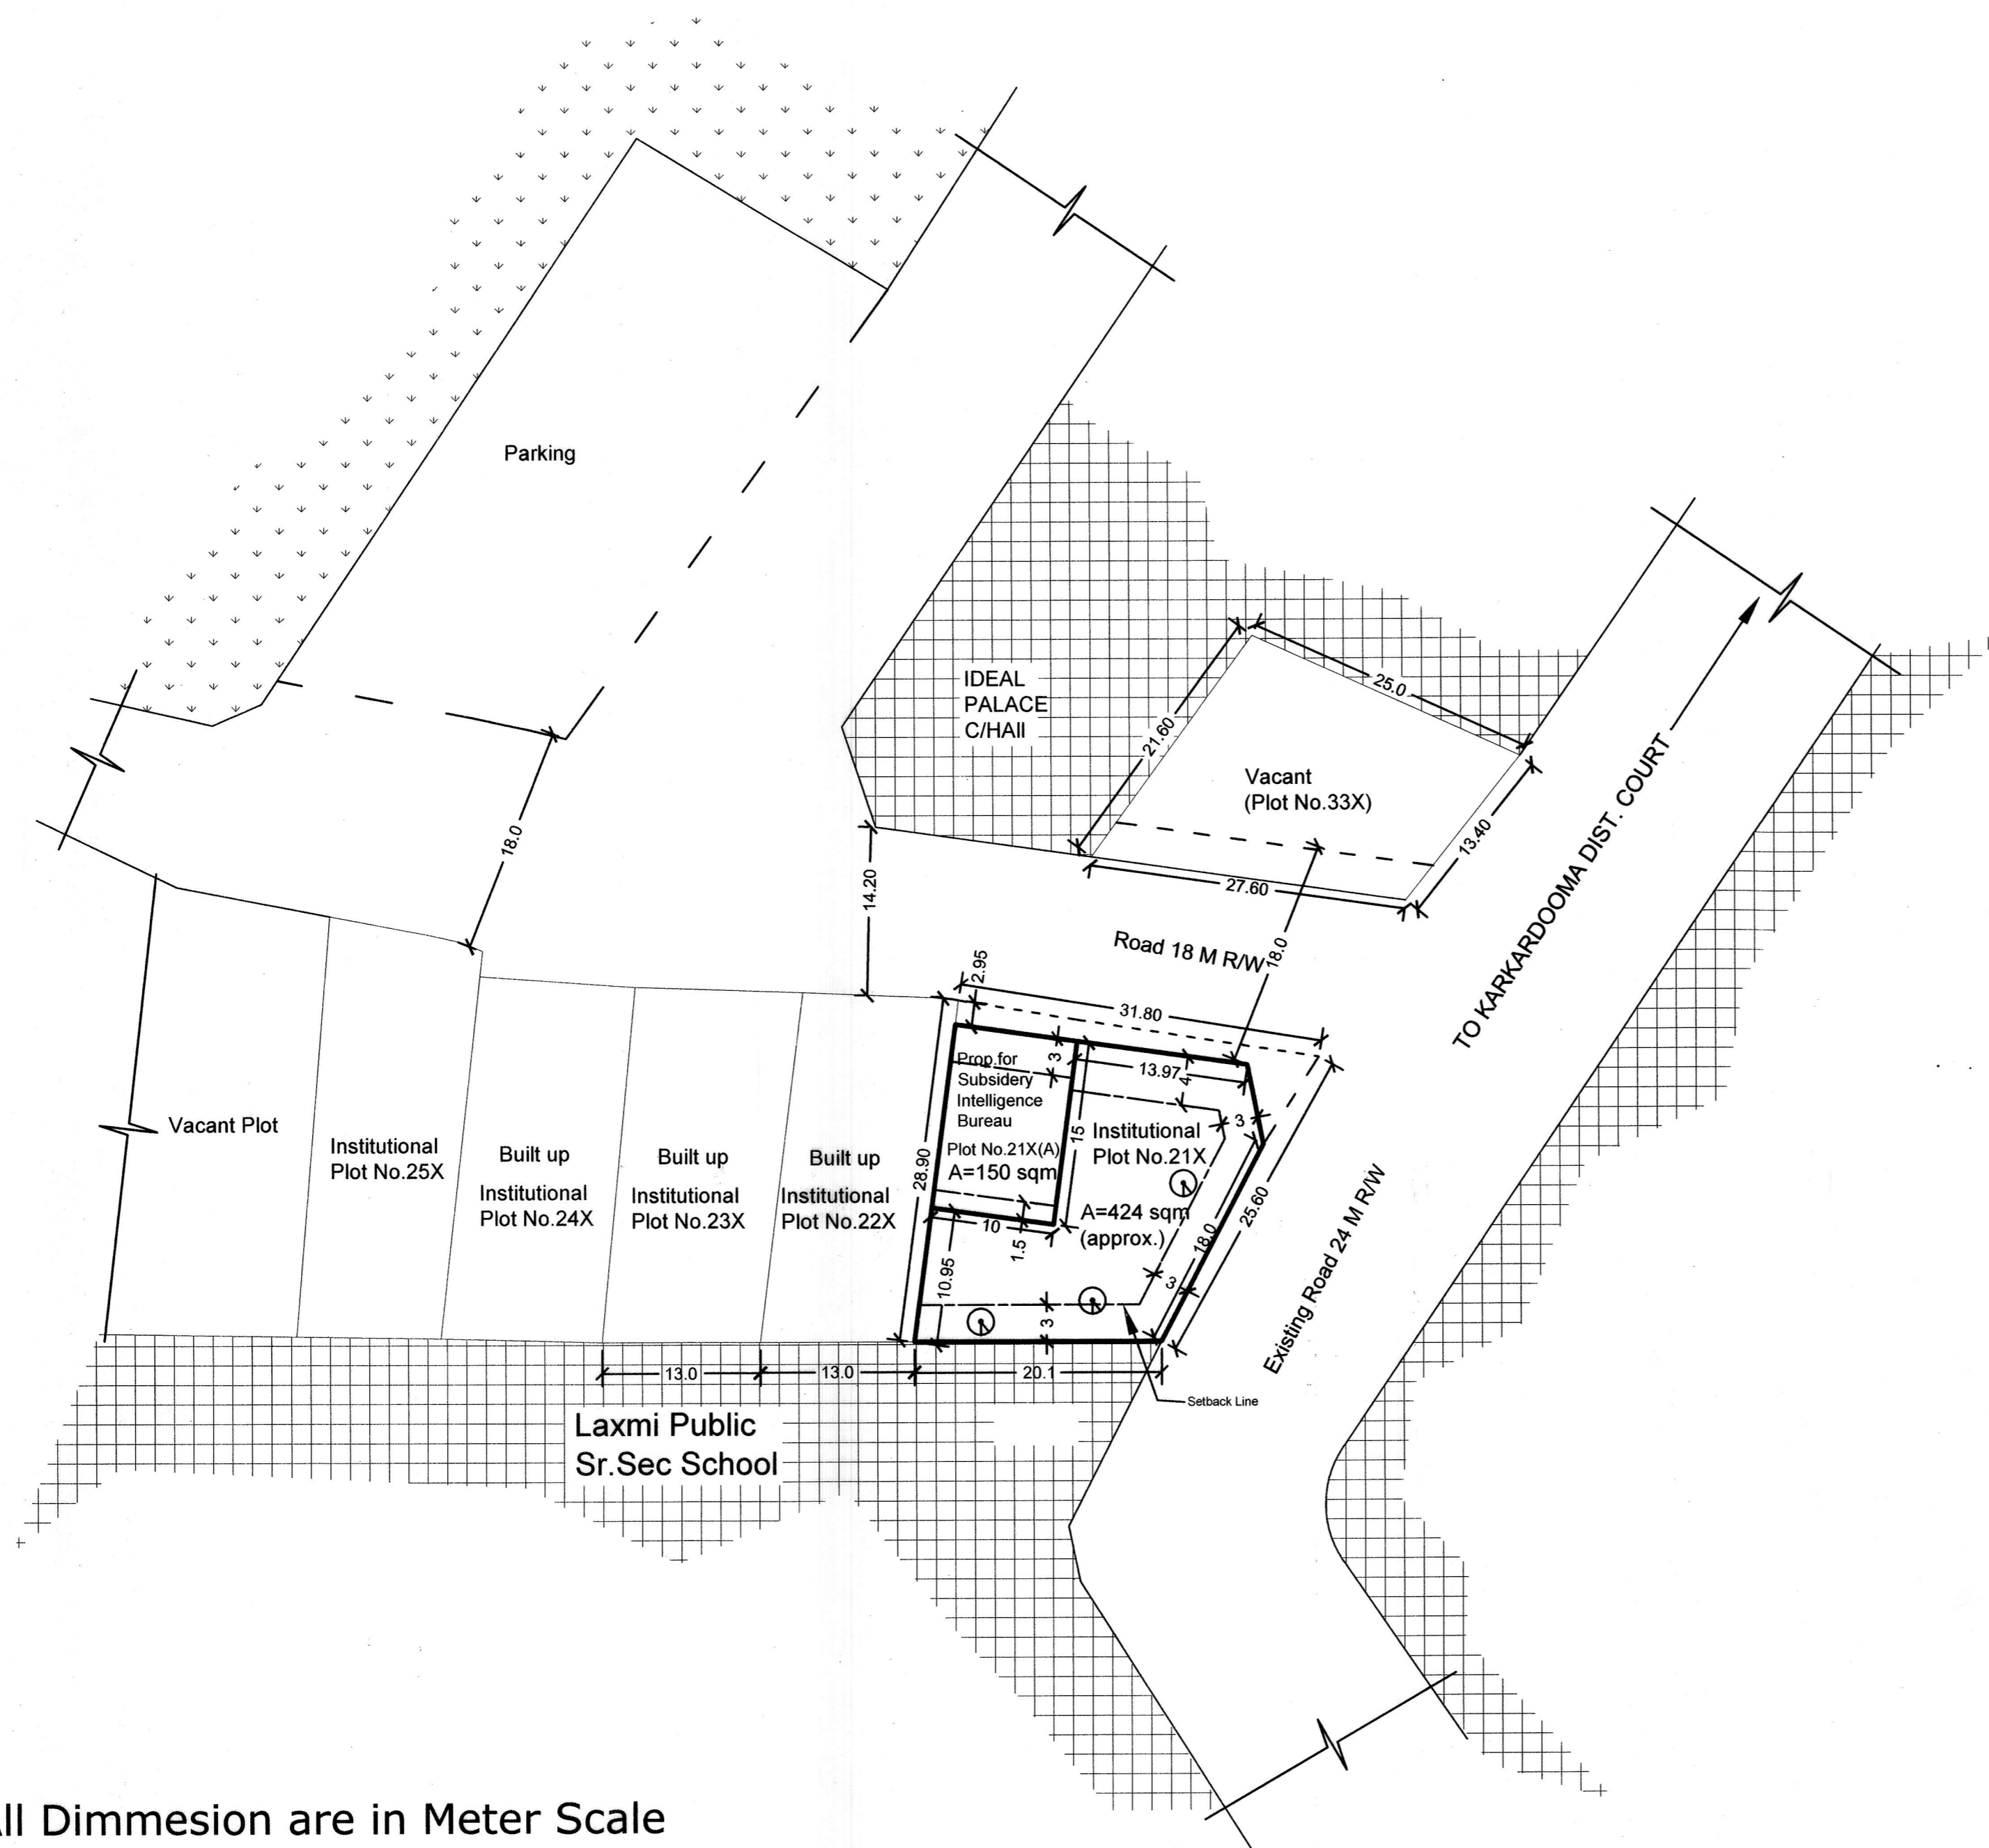 Parking
IDEAL
PALACE
C/HAll
25.0
21.60
Vacant
(Plot No.33X)
13.40
27.60
18.0
14.20
TO KARKARDOOMA DIST. COURT
Road 18 M R/W
18.0
2.95
31.80
Prop.for
Subsidery
Intelligence
Bureau
Plot No.21X(A)
A=150 sqm
3
13.97
4
3
15
Institutional
Plot No.21X
A=424 sqm
(approx.)
Vacant Plot
Institutional
Plot No.25X
Built up
Institutional
Plot No.24X
Built up
Institutional
Plot No.23X
Built up
Institutional
Plot No.22X
28.90
10
1.5
10.95
18.0
25.60
3
3
Existing Road 24 M R/W
13.0
13.0
20.1
Setback Line
Laxmi Public
Sr.Sec School
ll Dimmesion are in Meter Scale